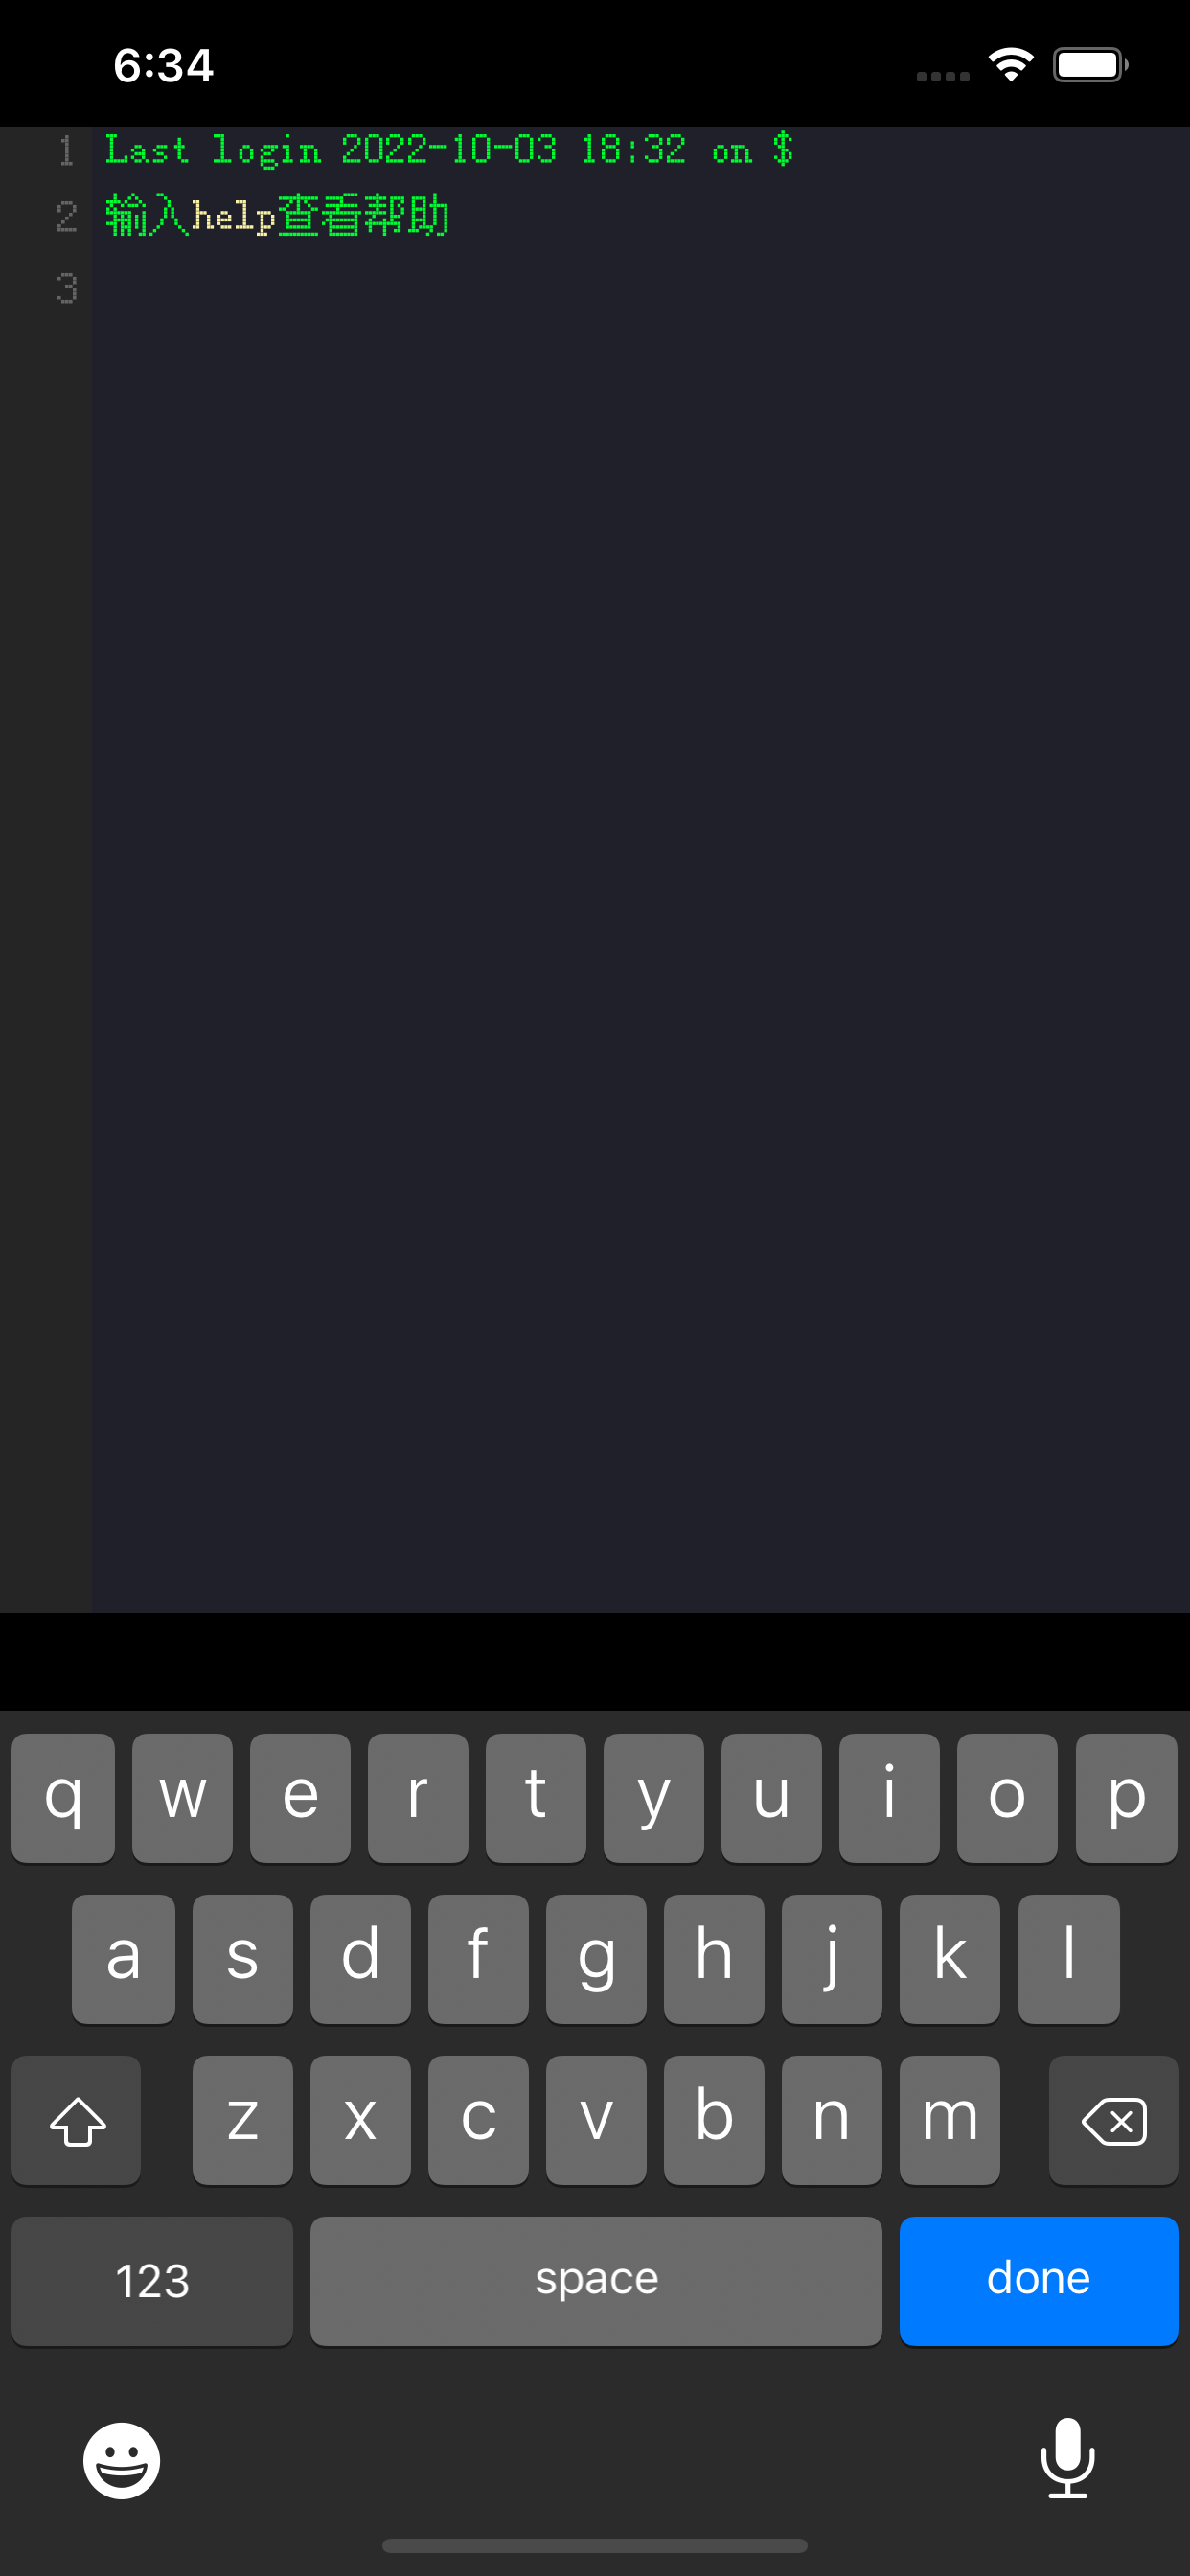 6:34
1 Last login 2022-10-03 18:32 on $
2 输入help查看帮助
3
q w e r t y u i o p
a s d f g h j k l
z x c v b n m
123 space done